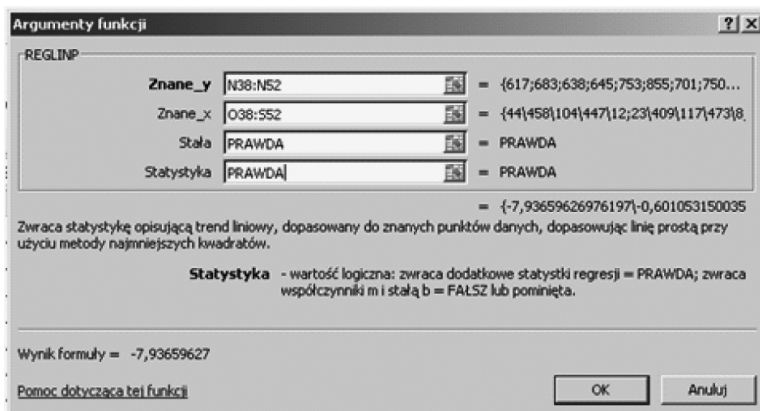 Argumenty funkcji
REGLINP
Znane_y N38:N52 = {617;683;638;645;753;855;701;750...
Znane_x O38:S52 = {44\458\104\447\12;23\409\117\473\8
Stała PRAWDA = PRAWDA
Statystyka PRAWDA = PRAWDA
= {-7,93659626976197\-0,601053150035
Zwraca statystykę opisującą trend liniowy, dopasowany do znanych punktów danych, dopasowując linię prostą przy
użyciu metody najmniejszych kwadratów.
Statystyka - wartość logiczna: zwraca dodatkowe statystki regresji = PRAWDA; zwraca
współczynniki m i stałą b = FAŁSZ lub pominięta.
Wynik formuły = -7,93659627
Pomoc dotycząca tej funkcji
OK Anuluj